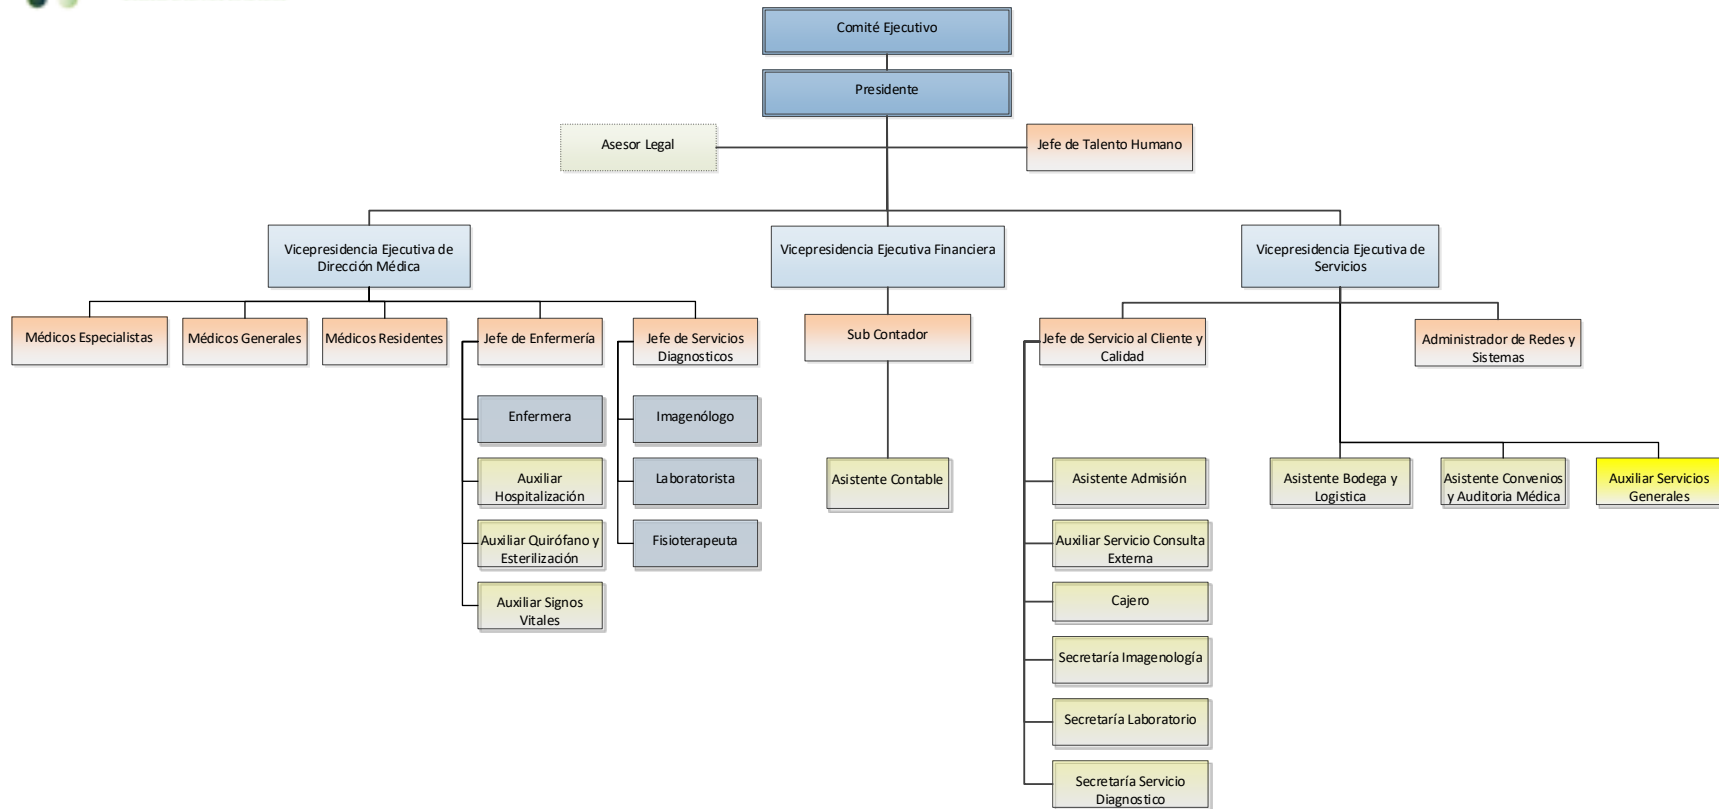 Comité Ejecutivo
Presidente
Asesor Legal
Jefe de Talento Humano
Vicepresidencia Ejecutiva de
Dirección Médica
Vicepresidencia Ejecutiva Financiera
Vicepresidencia Ejecutiva de
Servicios
Médicos Especialistas
Médicos Generales
Médicos Residentes
Jefe de Enfermería
Jefe de Servicios
Diagnosticos
Sub Contador
Jefe de Servicio al Cliente y
Calidad
Administrador de Redes y
Sistemas
Enfermera
Auxiliar
Hospitalización
Auxiliar Quirófano y
Esterilización
Auxiliar Signos
Vitales
Imagenólogo
Laboratorista
Fisioterapeuta
Asistente Contable
Asistente Admisión
Auxiliar Servicio Consulta
Externa
Cajero
Secretaría Imagenología
Secretaría Laboratorio
Secretaría Servicio
Diagnostico
Asistente Bodega y
Logistica
Asistente Convenios
y Auditoria Médica
Auxiliar Servicios
Generales